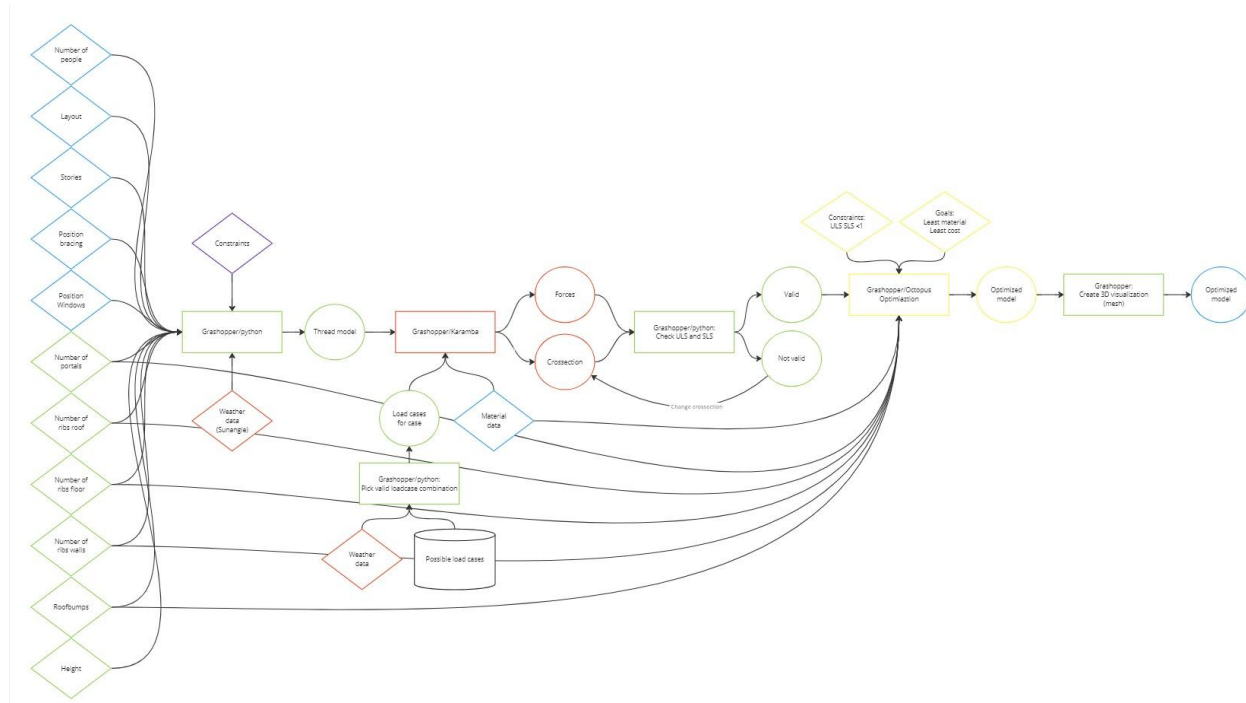 Number of
people
Layout
Stories
Position
bracing
Position
Windows
Number of
portals
Number of
ribs roof
Number of
ribs floor
Number of
ribs walls
Roofbumps
Height
Constraints
Grashopper/python
Weather
data
(Sunangle)
Thread model
Grashopper/Karamba
Load cases
for case
Material
data
Grashopper/python:
Pick valid loadcase combination
Weather
data
Possible load cases
Forces
Crossection
Grashopper/python:
Check ULS and SLS
Valid
Not valid
Change crossection
Constraints:
ULS SLS <1
Goals:
Least material
Least cost
Grashopper/Octtopus
Optimiaztion
Optimized
model
Grashopper:
Create 3D visualization
(mesh)
Optimized
model